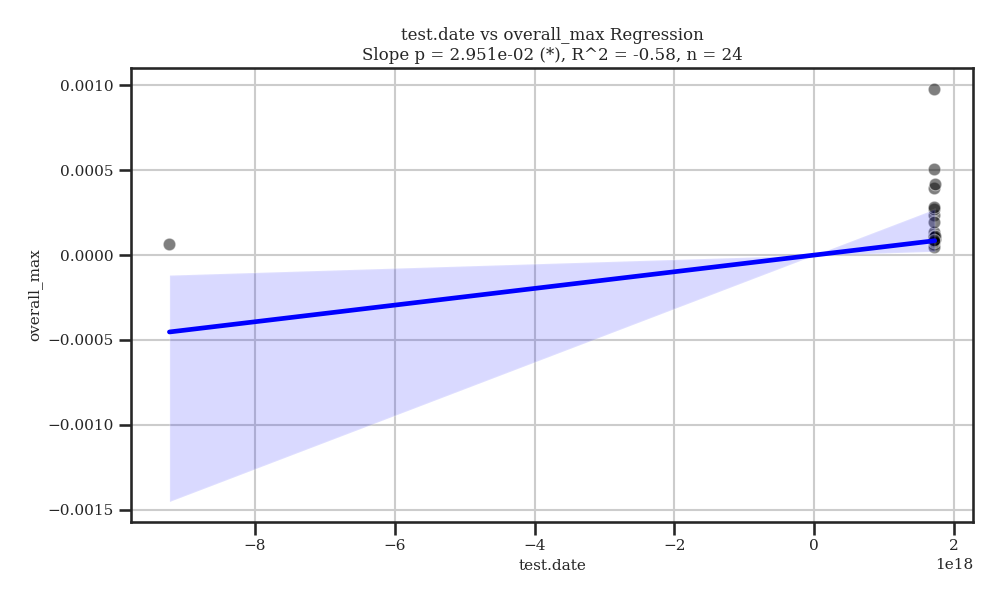 test.date vs overall_max Regression
Slope p = 2.951e-02 (*), R^2 = -0.58, n = 24
0.0010
0.0005
0.0000
−0.0005
−0.0010
−0.0015
overall_max
−8
−6
−4
−2
0
2
1e18
test.date